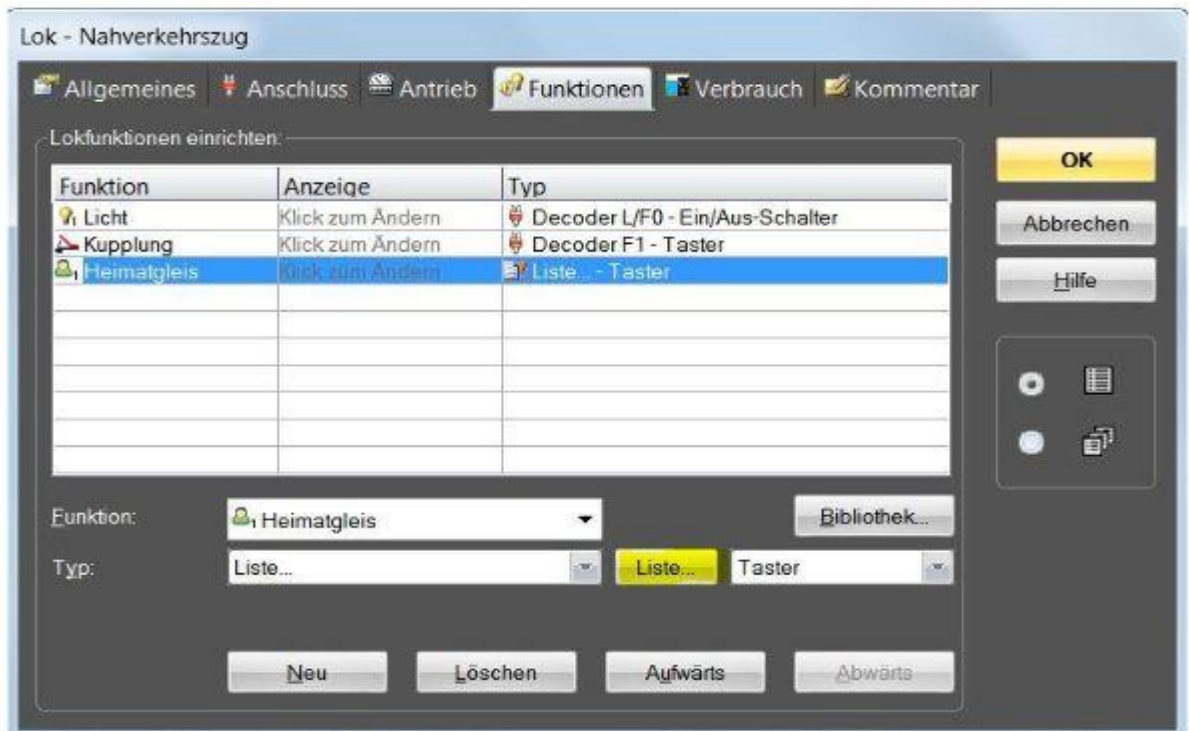 Lok - Nahverkehrszug
Allgemeines Anschluss Antrieb Funktionen Verbrauch Kommentar
Lokfunktionen einrichten:
OK
Funktion Anzeige Typ
Licht Klick zum Ändern Decoder L/F0 - Ein/Aus-Schalter
Abbrechen
Kupplung Klick zum Ändern Decoder F1 - Taster
Heimatgleis Klick zum Ändern Liste... - Taster
Hilfe
Funktion: Heimatgleis Bibliothek...
Typ: Liste... Liste... Taster
Neu Löschen Aufwärts Abwärts